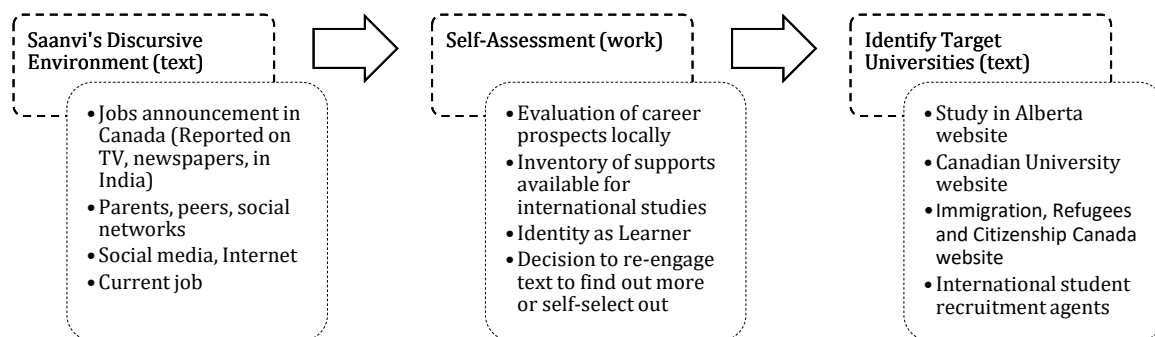 Saanvi's Discursive
Environment (text)
• Jobs announcement in
Canada (Reported on
TV, newspapers, in
India)
• Parents, peers, social
networks
• Social media, Internet
• Current job
Self-Assessment (work)
• Evaluation of career
prospects locally
• Inventory of supports
available for
international studies
• Identity as Learner
• Decision to re-engage
text to find out more
or self-select out
Identify Target
Universities (text)
• Study in Alberta
website
• Canadian University
website
• Immigration, Refugees
and Citizenship Canada
website
• International student
recruitment agents